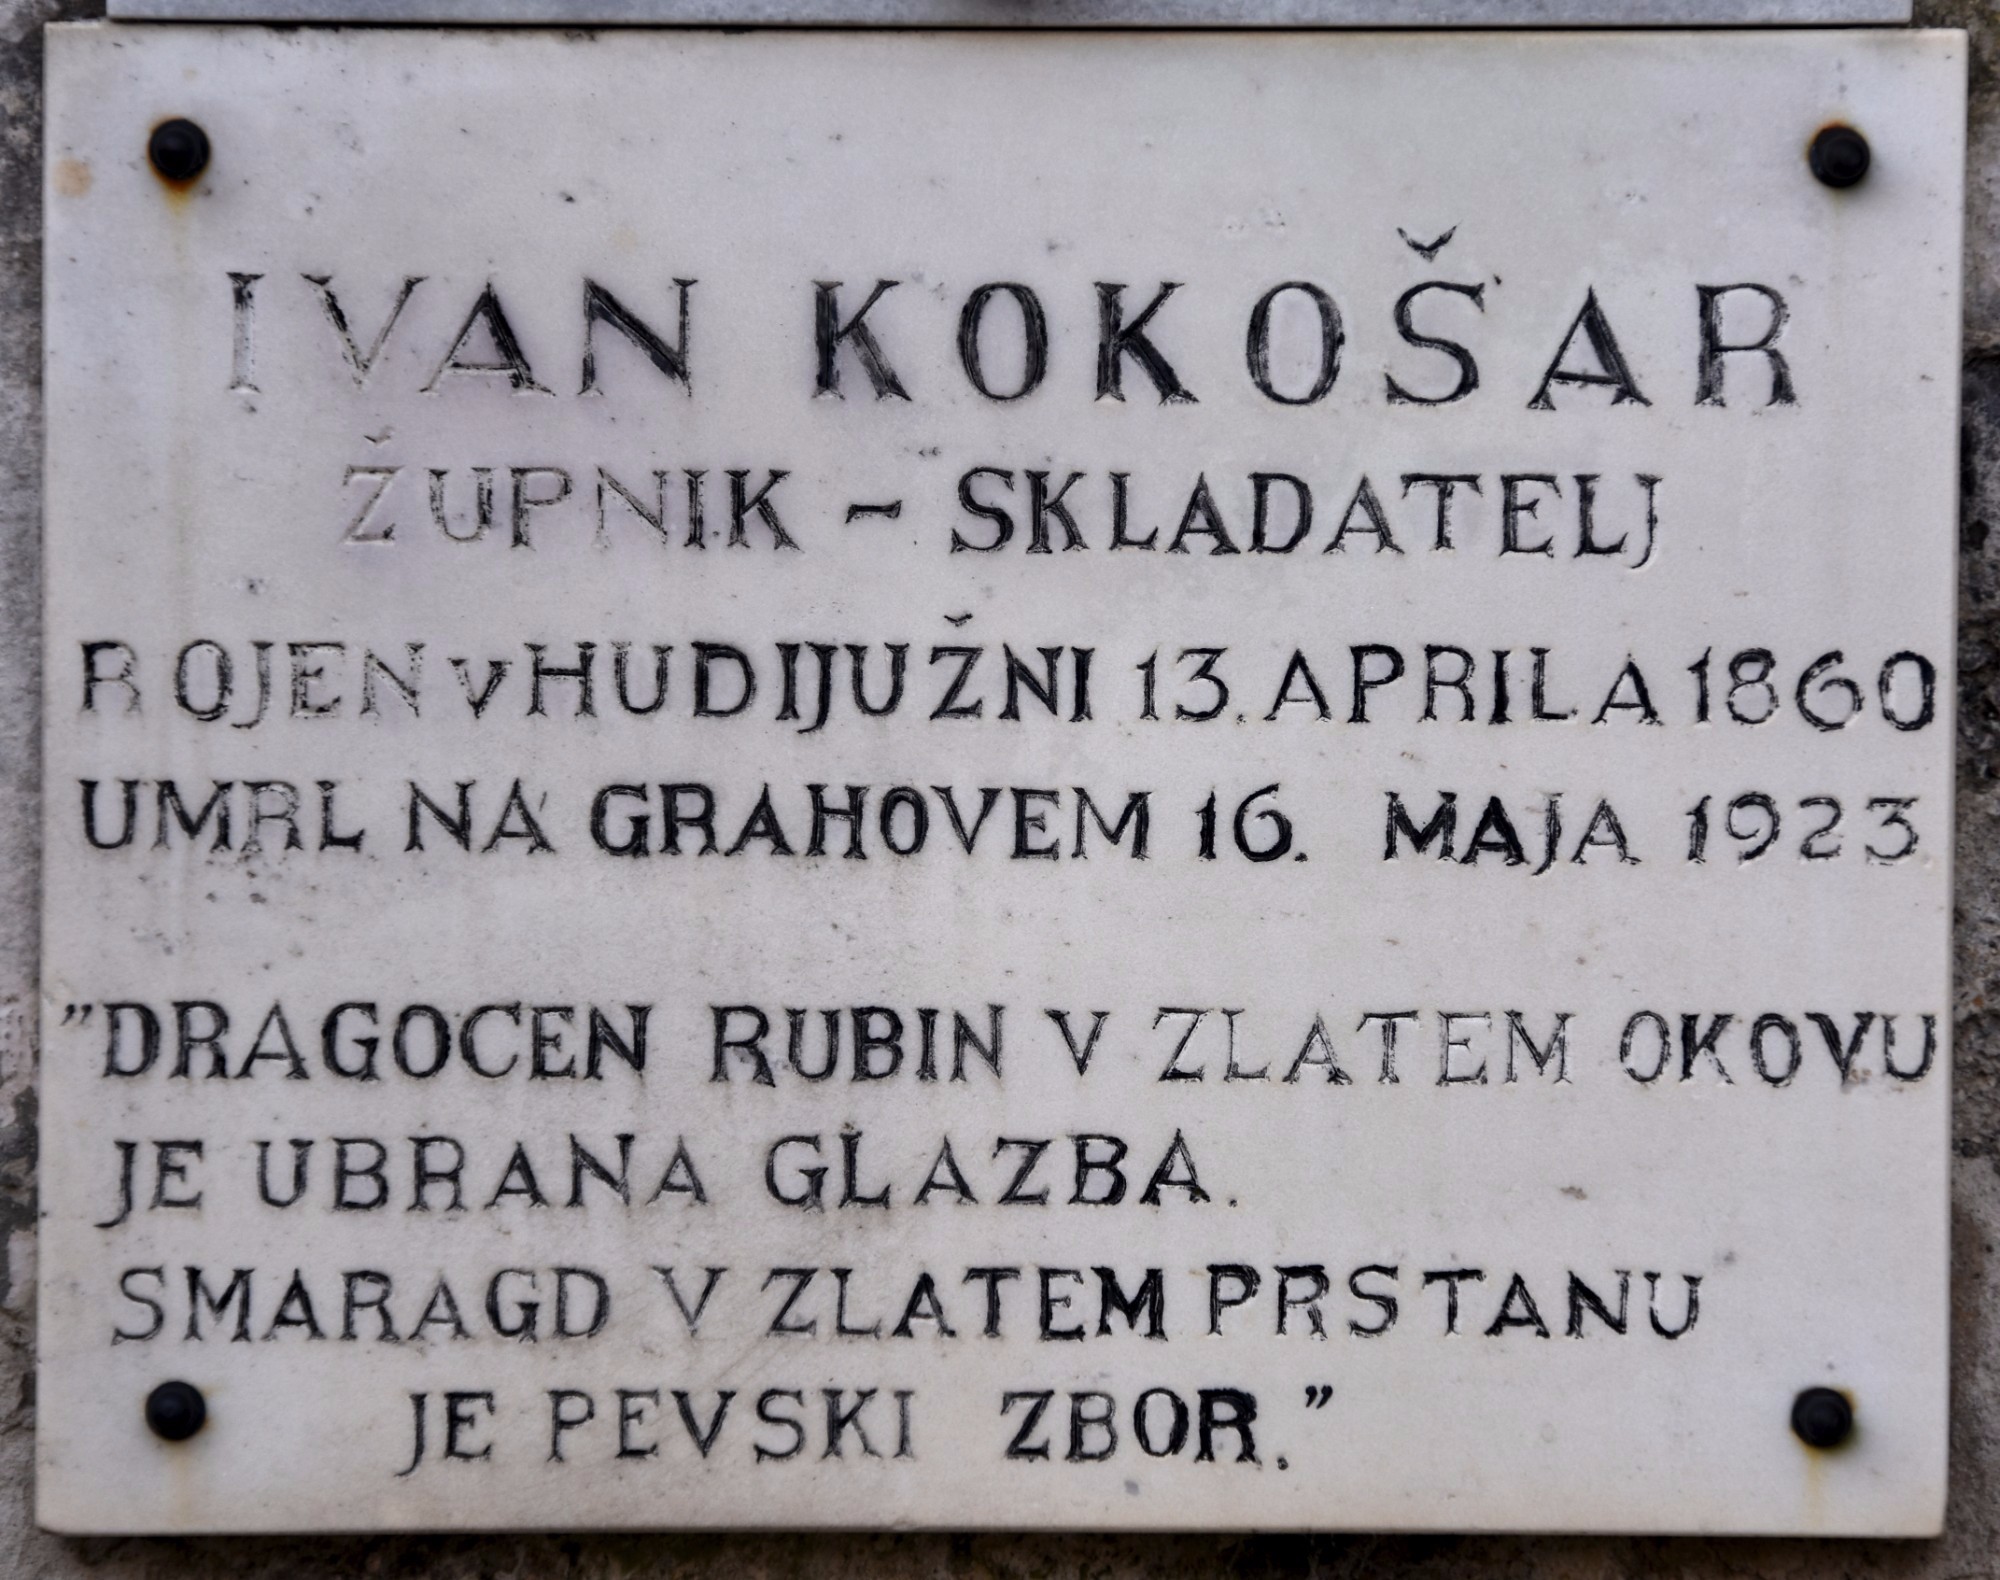 IVAN KOKOŠAR
ŽUPNIK - SKLADATELJ
ROJEN v HUDIJUŽNI 13. APRILA 1860
UMRL NA GRAHOVEM 16. MAJA 1923
"DRAGOCEN RUBIN V ZLATEM OKOVU
JE UBRANA GLAZBA.
SMARAGD V ZLATEM PRSTANU
JE PEVSKI ZBOR."